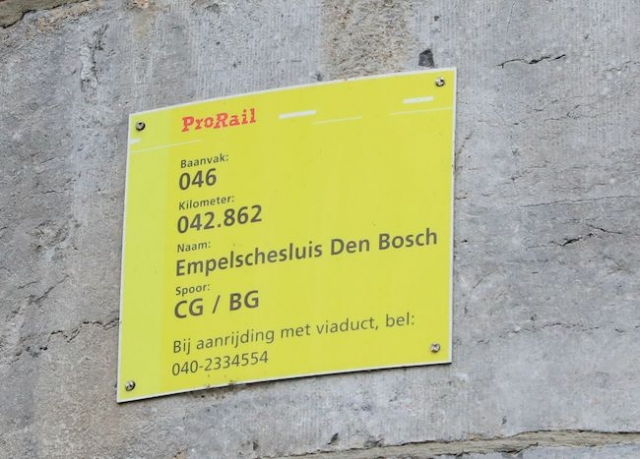 ProRail
Baanvak:
046
Kilometer:
042.862
Naam:
Empelschesluis Den Bosch
Spoor:
CG / BG
Bij aanrijding met viaduct, bel:
040-2334554